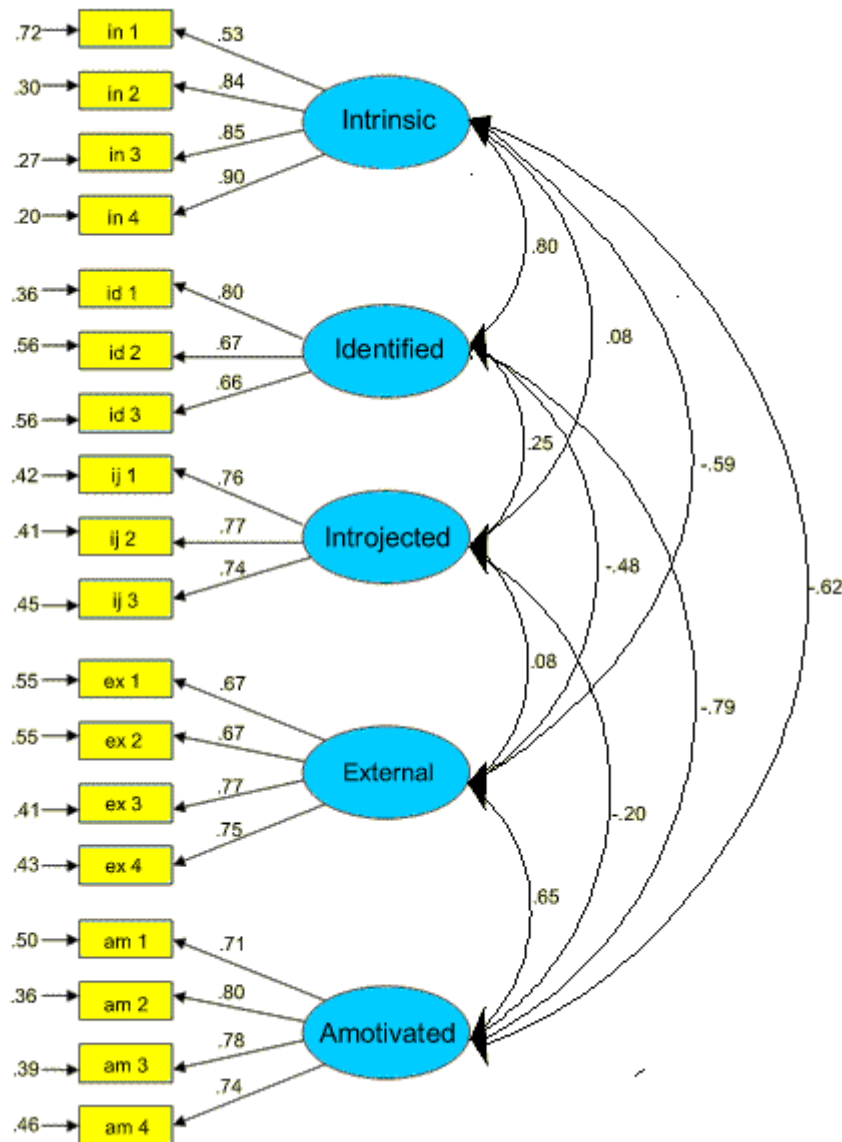 .72 in 1 .53
.30 in 2 .84
Intrinsic
.27 in 3 .85
.20 in 4 .90
.80
.36 id 1 .80
.56 id 2 .67
Identified
.08
.56 id 3 .66
.25
.42 ij 1 .76
-.59
.41 ij 2 .77
Introjected
.45 ij 3 .74
-.48
-.62
.55 ex 1 .67
.08
.55 ex 2 .67
-.79
External
.41 ex 3 .77
-.20
.43 ex 4 .75
.65
.50 am 1 .71
.36 am 2 .80
Amotivated
.39 am 3 .78
.46 am 4 .74